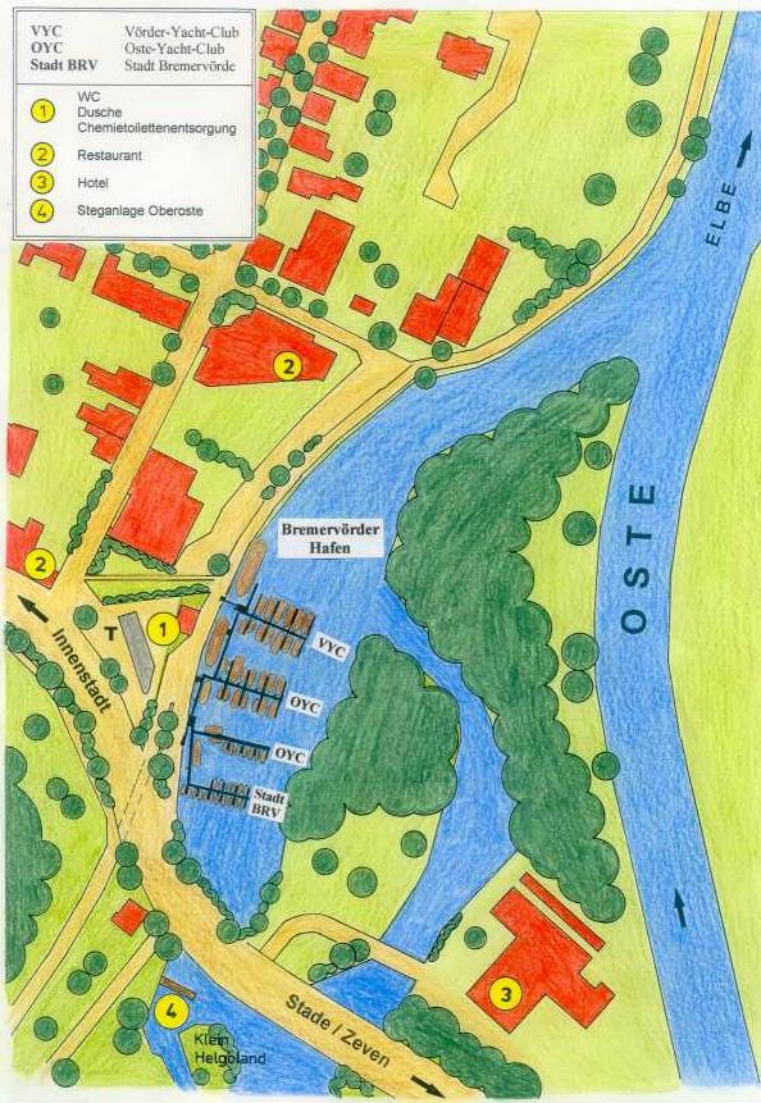 VYC Vörder-Yacht-Club
OYC Oste-Yacht-Club
Stadt BRV Stadt Bremervörde
1 WC
Dusche
Chemietoilettenentsorgung
2 Restaurant
3 Hotel
4 Steganlage Oberoste
ELBE
2
OSTE
Bremervörder
Hafen
2
1
T
Innenstadt
VYC
OYC
OYC
Stadt
BRV
3
4
Stade / Zeven
Klein
Helgoland